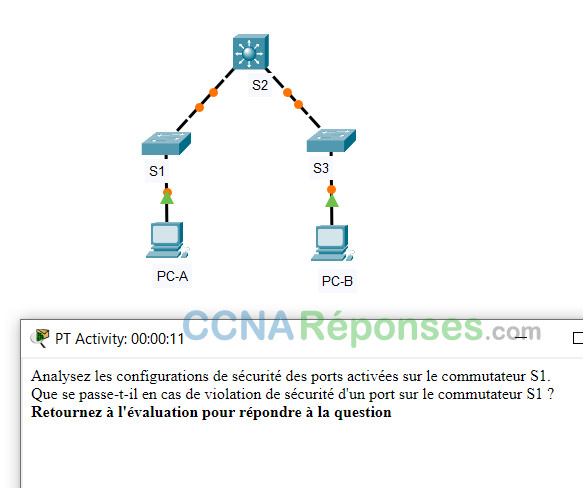 S2
S1
S3
PC-A
PC-B
CCNARéponses.com
PT Activity: 00:00:11
Analysez les configurations de sécurité des ports activées sur le commutateur S1.
Que se passe-t-il en cas de violation de sécurité d'un port sur le commutateur S1 ?
Retournez à l'évaluation pour répondre à la question